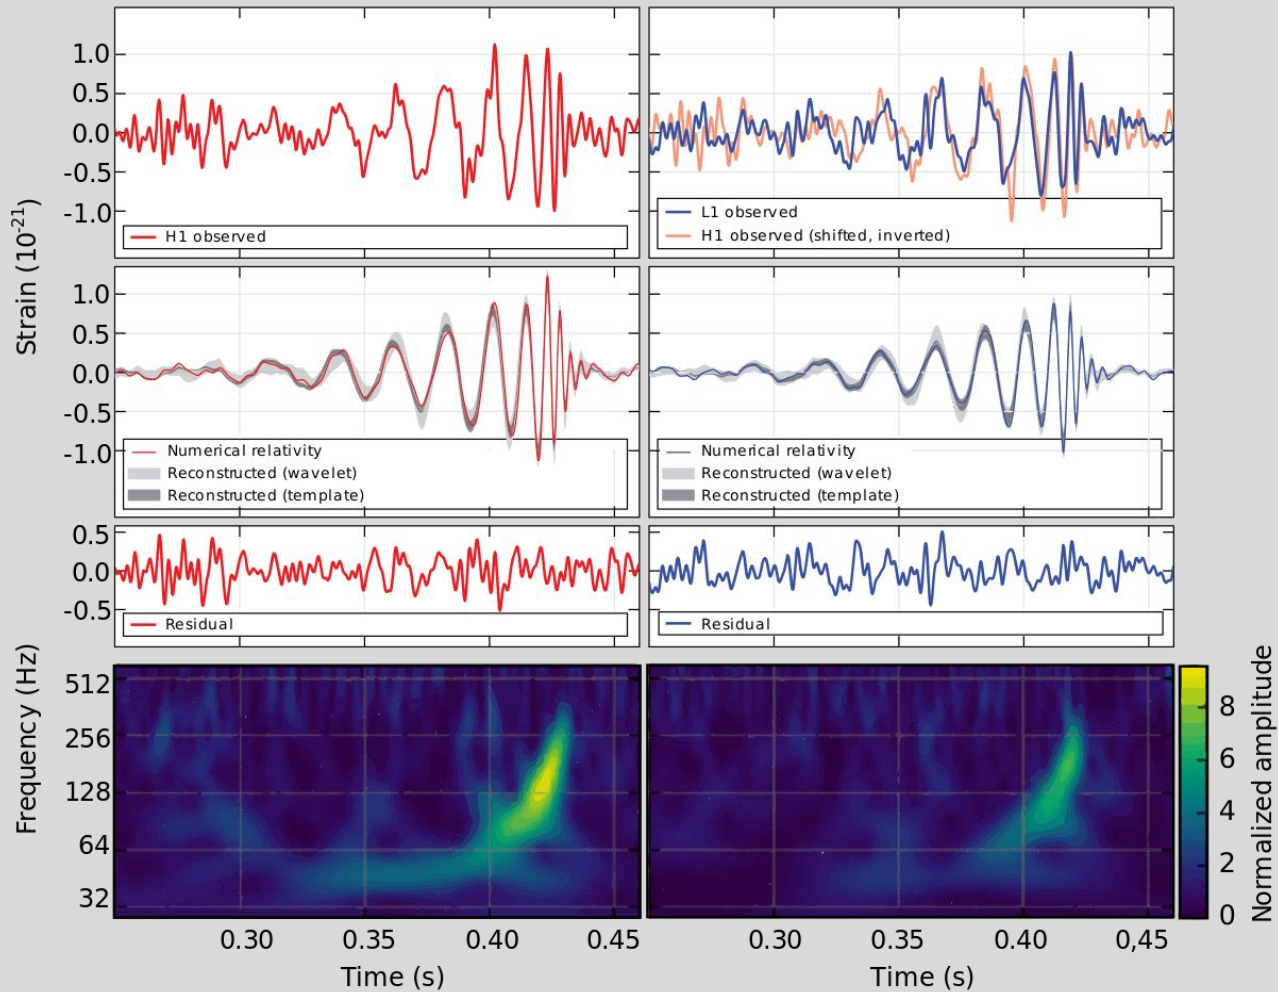 Strain (10⁻²¹)
1.0
0.5
0.0
-0.5
-1.0
H1 observed
L1 observed
H1 observed (shifted, inverted)
1.0
0.5
0.0
-0.5
-1.0
Numerical relativity
Reconstructed (wavelet)
Reconstructed (template)
Numerical relativity
Reconstructed (wavelet)
Reconstructed (template)
0.5
0.0
-0.5
Residual
Residual
Frequency (Hz)
512
256
128
64
32
Normalized amplitude
8
6
4
2
0
0.30 0.35 0.40 0.45
0.30 0.35 0.40 0,45
Time (s)
Time (s)